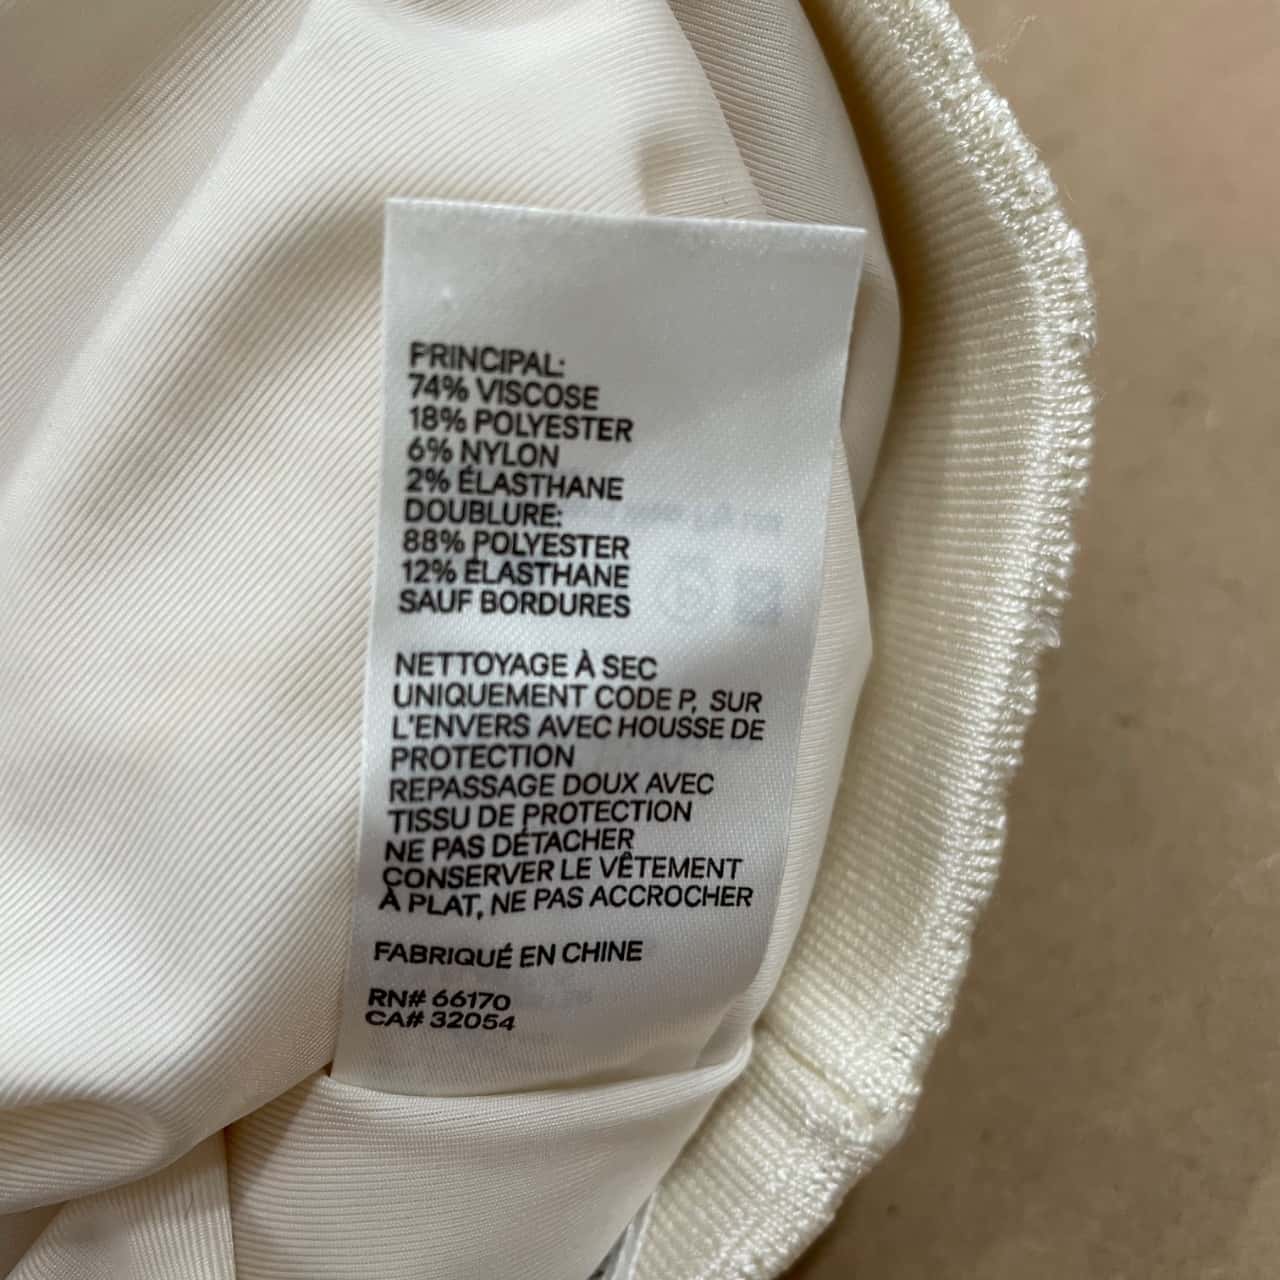 PRINCIPAL:
74% VISCOSE
18% POLYESTER
6% NYLON
2% ÉLASTHANE
DOUBLURE:
88% POLYESTER
12% ÉLASTHANE
SAUF BORDURES
NETTOYAGE À SEC
UNIQUEMENT CODE P, SUR
L'ENVERS AVEC HOUSSE DE
PROTECTION
REPASSAGE DOUX AVEC
TISSU DE PROTECTION
NE PAS DÉTACHER
CONSERVER LE VÊTEMENT
À PLAT, NE PAS ACCROCHER
FABRIQUÉ EN CHINE
RN# 66170
CA# 32054